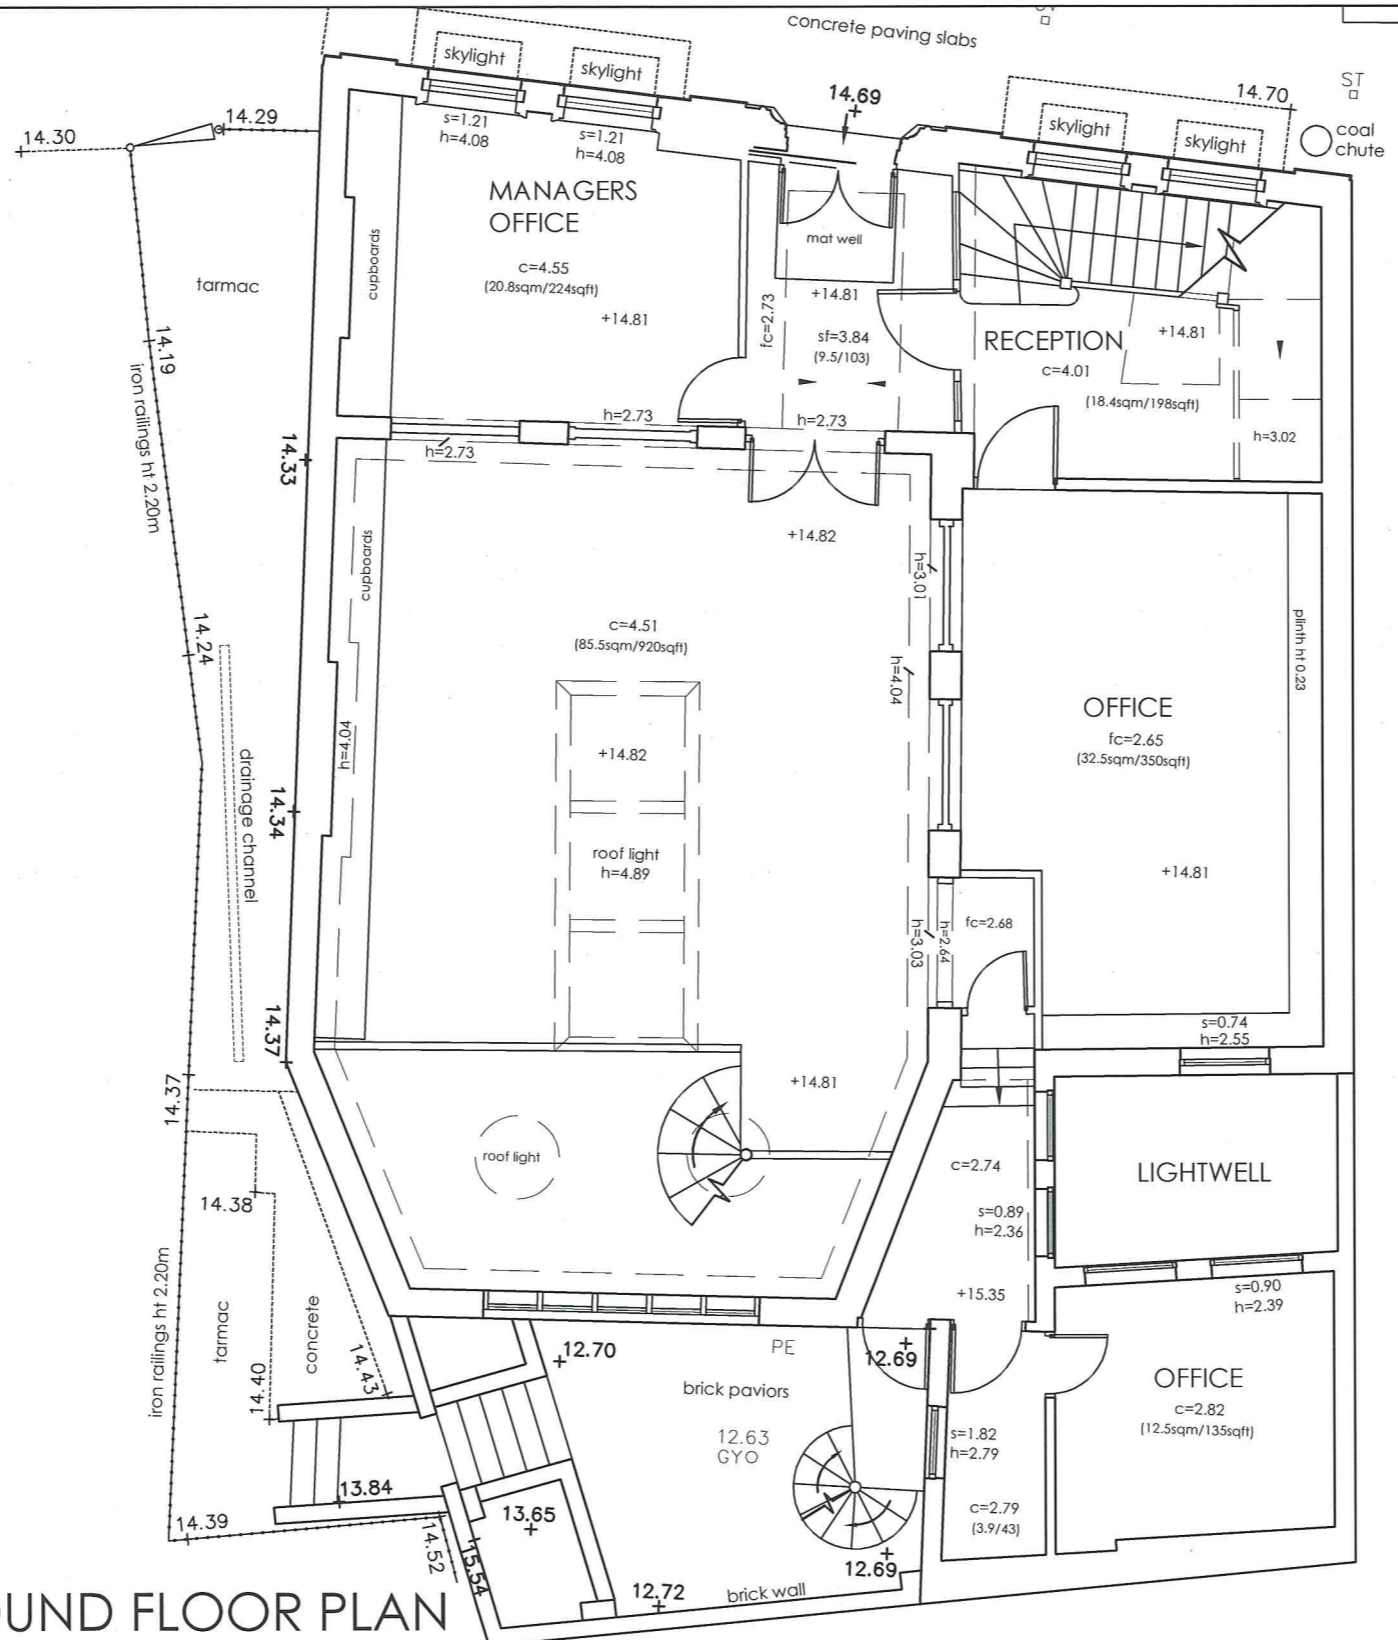 concrete paving slabs
ST
skylight
skylight
14.69
14.70
skylight
skylight
coal
chute
14.30
14.29
s=1.21
h=4.08
s=1.21
h=4.08
MANAGERS
OFFICE
c=4.55
(20.8sqm/224sqft)
+14.81
cupboards
tarmac
mat well
+14.81
fc=2.73
sf=3.84
(9.5/103)
RECEPTION
c=4.01
(18.4sqm/198sqft)
+14.81
h=3.02
14.19
iron railings ht 2.20m
h=2.73
h=2.73
h=2.73
14.33
cupboards
+14.82
h=3.01
plinth ht 0.23
14.24
c=4.51
(85.5sqm/920sqft)
h=4.04
OFFICE
fc=2.65
(32.5sqm/350sqft)
h=4.04
+14.82
drainage channel
14.34
roof light
h=4.89
+14.81
h=3.03
h=2.64
fc=2.68
14.37
s=0.74
h=2.55
14.37
+14.81
roof light
c=2.74
LIGHTWELL
14.38
s=0.89
h=2.36
+15.35
s=0.90
h=2.39
iron railings ht 2.20m
tarmac
concrete
14.40
14.43
12.70
PE
12.69
brick paviors
12.63
GYO
OFFICE
c=2.82
(12.5sqm/135sqft)
s=1.82
h=2.79
13.84
13.65
c=2.79
(3.9/43)
14.39
14.52
15.54
12.69
12.72
brick wall
OUND FLOOR PLAN